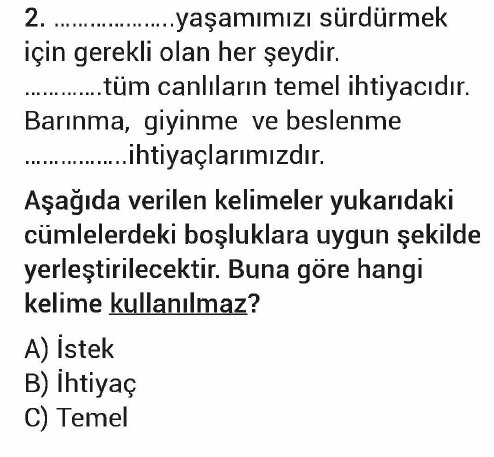 2. .....................yaşamımızı sürdürmek
için gerekli olan her şeydir.
.............tüm canlıların temel ihtiyacıdır.
Barınma, giyinme ve beslenme
..................ihtiyaçlarımızdır.
Aşağıda verilen kelimeler yukarıdaki
cümlelerdeki boşluklara uygun şekilde
yerleştirilecektir. Buna göre hangi
kelime kullanılmaz?
A) İstek
B) İhtiyaç
C) Temel